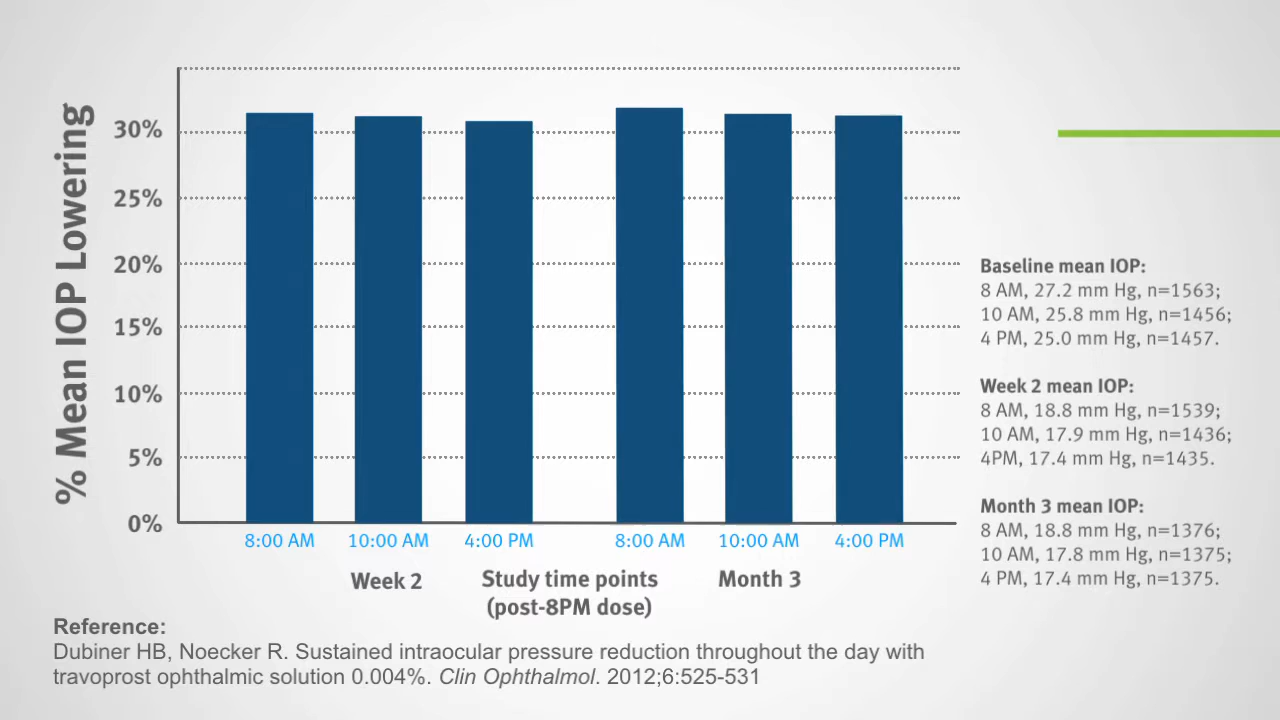 % Mean IOP Lowering
30%
25%
20%
15%
10%
5%
0%
8:00 AM 10:00 AM 4:00 PM 8:00 AM 10:00 AM 4:00 PM
Week 2 Study time points Month 3
(post-8PM dose)
Baseline mean IOP:
8 AM, 27.2 mm Hg, n=1563;
10 AM, 25.8 mm Hg, n=1456;
4 PM, 25.0 mm Hg, n=1457.
Week 2 mean IOP:
8 AM, 18.8 mm Hg, n=1539;
10 AM, 17.9 mm Hg, n=1436;
4PM, 17.4 mm Hg, n=1435.
Month 3 mean IOP:
8 AM, 18.8 mm Hg, n=1376;
10 AM, 17.8 mm Hg, n=1375;
4 PM, 17.4 mm Hg, n=1375.
Reference:
Dubiner HB, Noecker R. Sustained intraocular pressure reduction throughout the day with
travoprost ophthalmic solution 0.004%. Clin Ophthalmol. 2012;6:525-531